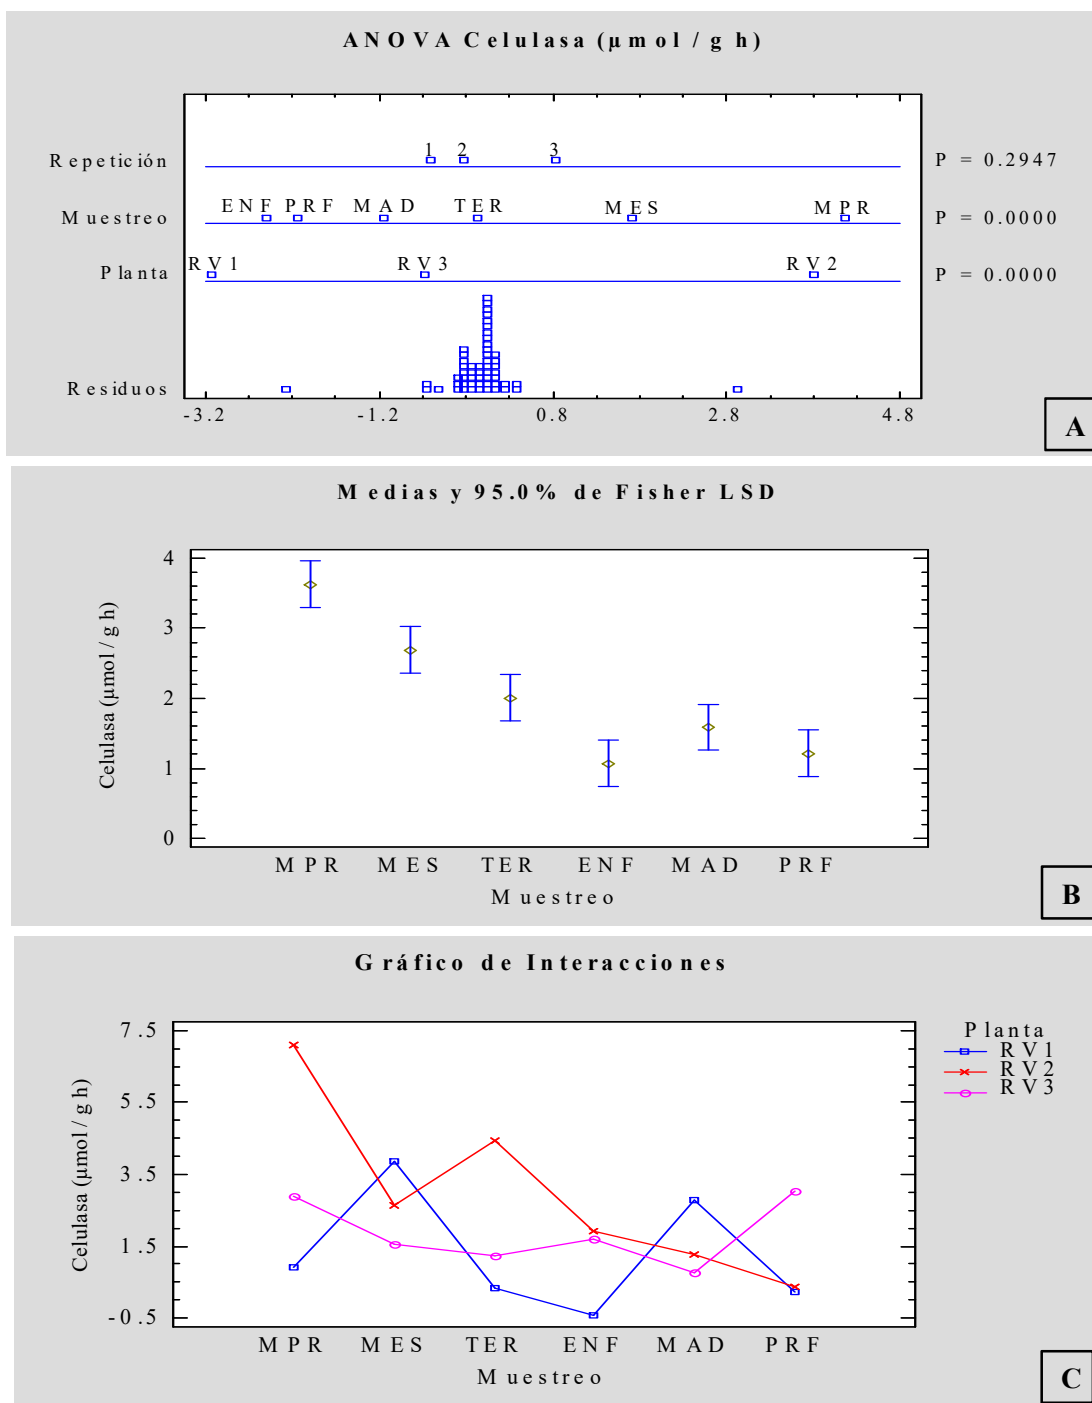 ANOVA Celulasa (µmol / g h)
1 2 3
Repetición P = 0.2947
ENF PRF MAD TER MES MPR
Muestreo P = 0.0000
RV1 RV3 RV2
Planta P = 0.0000
Residuos
-3.2 -1.2 0.8 2.8 4.8
A
Medias y 95.0% de Fisher LSD
4
3
2
1
0
Celulasa (µmol / g h)
MPR MES TER ENF MAD PRF
Muestreo
B
Gráfico de Interacciones
7.5
5.5
3.5
1.5
-0.5
Celulasa (µmol / g h)
Planta
RV1
RV2
RV3
MPR MES TER ENF MAD PRF
Muestreo
C